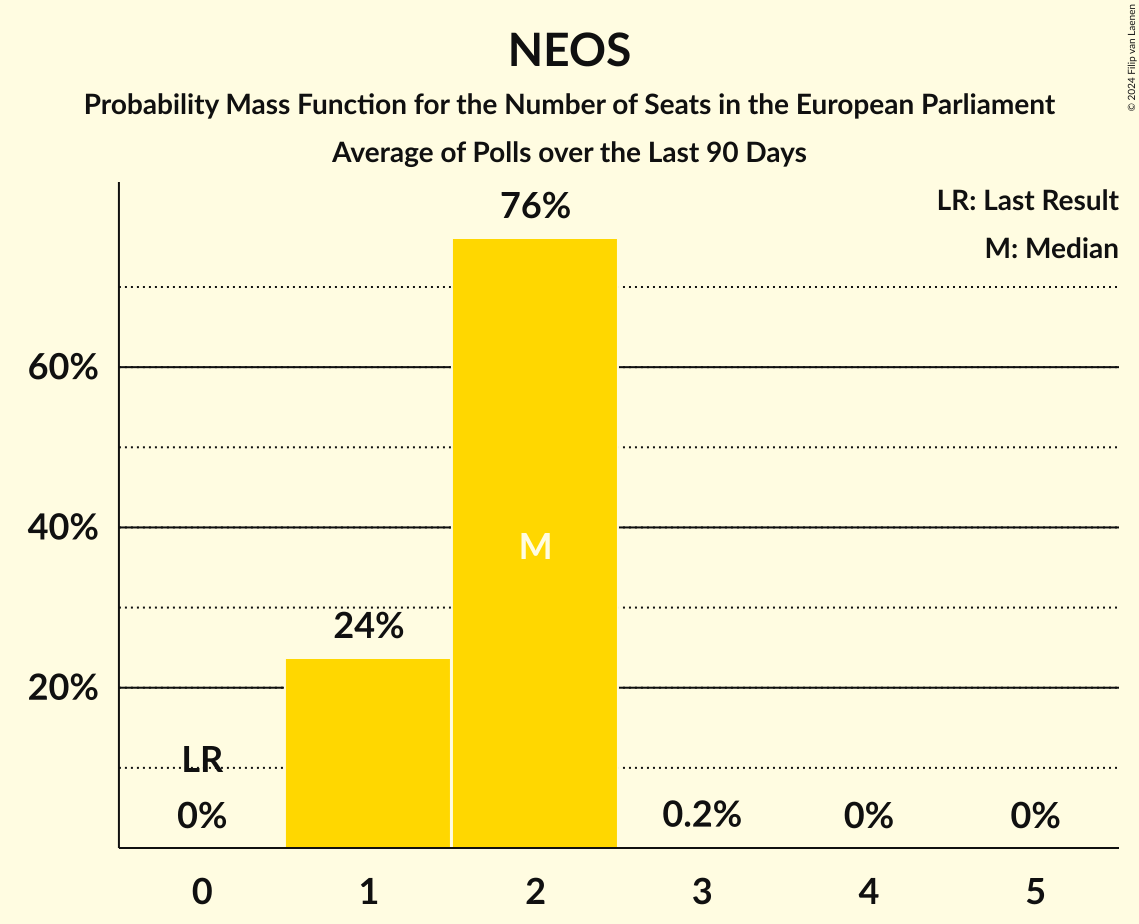 NEOS
Probability Mass Function for the Number of Seats in the European Parliament
Average of Polls over the Last 90 Days
© 2024 Filip van Laenen
LR: Last Result
M: Median
76%
60%
40%
20%
M
24%
LR
0%
0.2%
0%
0%
0 1 2 3 4 5